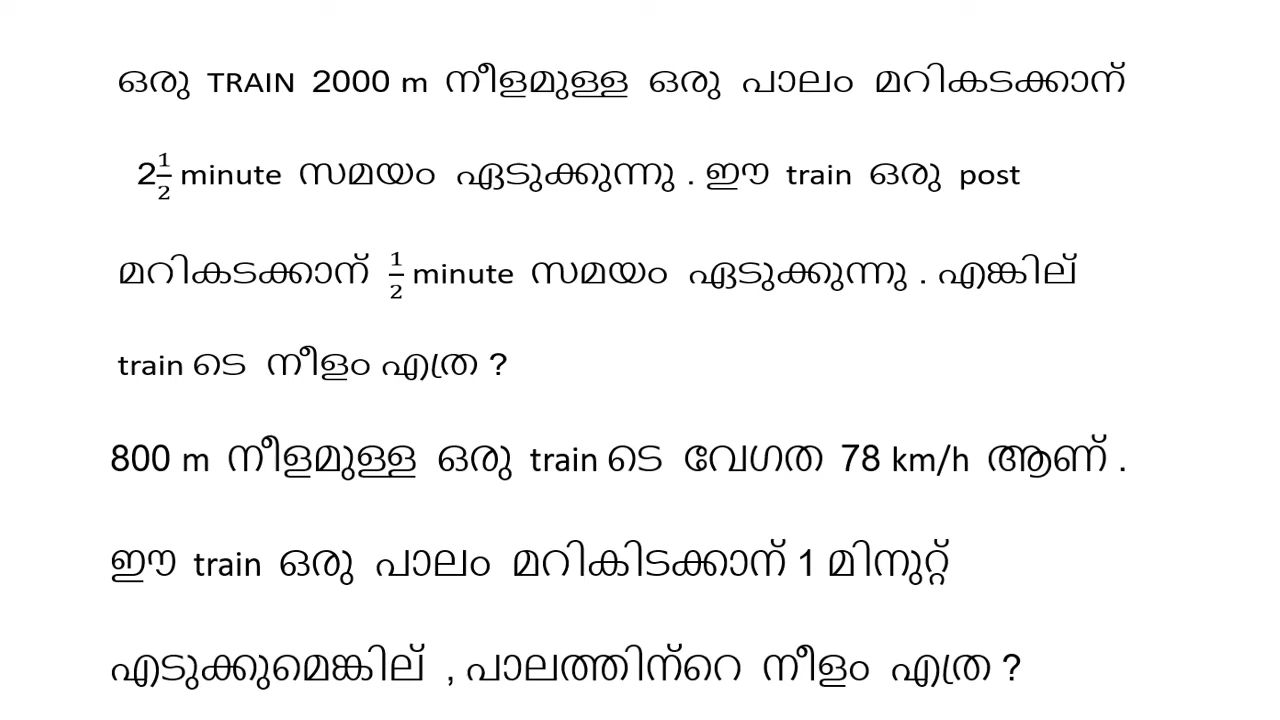 ഒരു TRAIN 2000 m നീളമുള്ള ഒരു പാലം മറികടക്കാന്
2½ minute സമയം ഏടുക്കുന്നു . ഈ train ഒരു post
മറികടക്കാന് ½ minute സമയം ഏടുക്കുന്നു . എങ്കില്
train ടെ നീളം എത്ര ?
800 m നീളമുള്ള ഒരു train ടെ വേഗത 78 km/h ആണ് .
ഈ train ഒരു പാലം മറികിടക്കാന് 1 മിനുറ്റ്
എടുക്കുമെങ്കില് , പാലത്തിന്റെ നീളം എത്ര ?